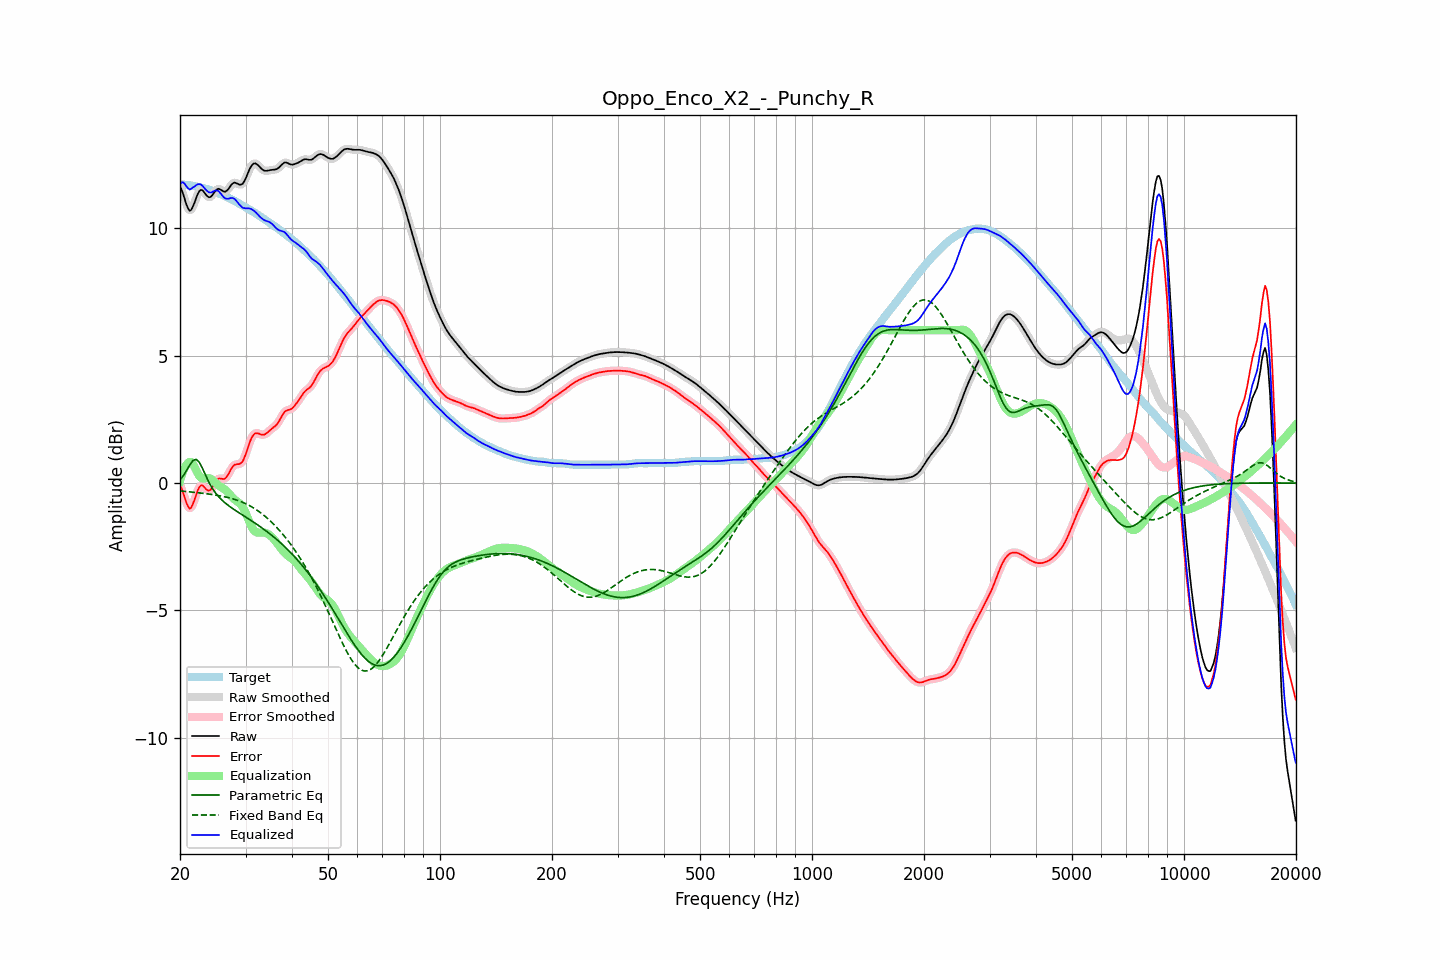 Oppo_Enco_X2_-_Punchy_R
Amplitude (dBr)
10
5
0
−5
−10
Target
Raw Smoothed
Error Smoothed
Raw
Error
Equalization
Parametric Eq
Fixed Band Eq
Equalized
20 50 100 200 500 1000 2000 5000 10000 20000
Frequency (Hz)